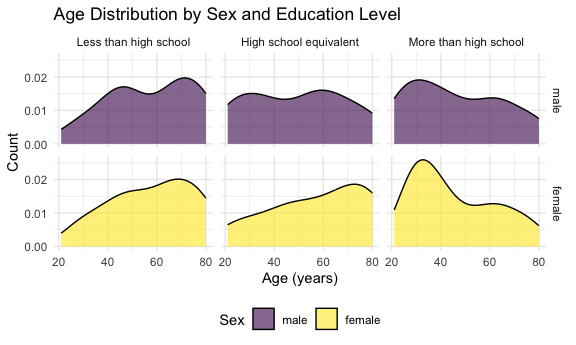 Age Distribution by Sex and Education Level
Less than high school
High school equivalent
More than high school
0.02
0.01
0.00
male
Count
0.02
0.01
0.00
female
20 40 60 80 20 40 60 80 20 40 60 80
Age (years)
Sex male female